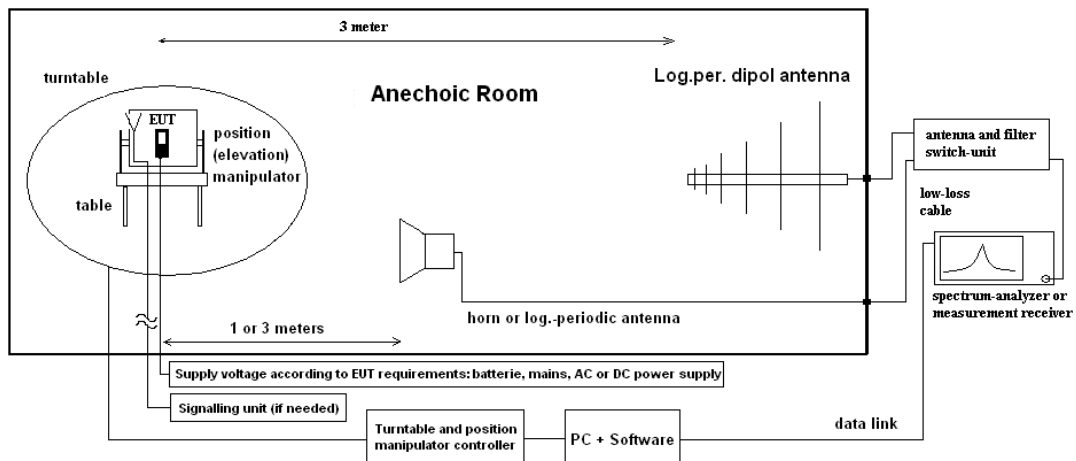 3 meter
turntable
Log.per. dipol antenna
Anechoic Room
EUT
position
(elevation)
manipulator
antenna and filter
switch-unit
table
low-loss
cable
spectrum-analyzer or
measurement receiver
horn or log.-periodic antenna
1 or 3 meters
Supply voltage according to EUT requirements: batterie, mains, AC or DC power supply
Signalling unit (if needed)
Turntable and position
manipulator controller
PC + Software
data link